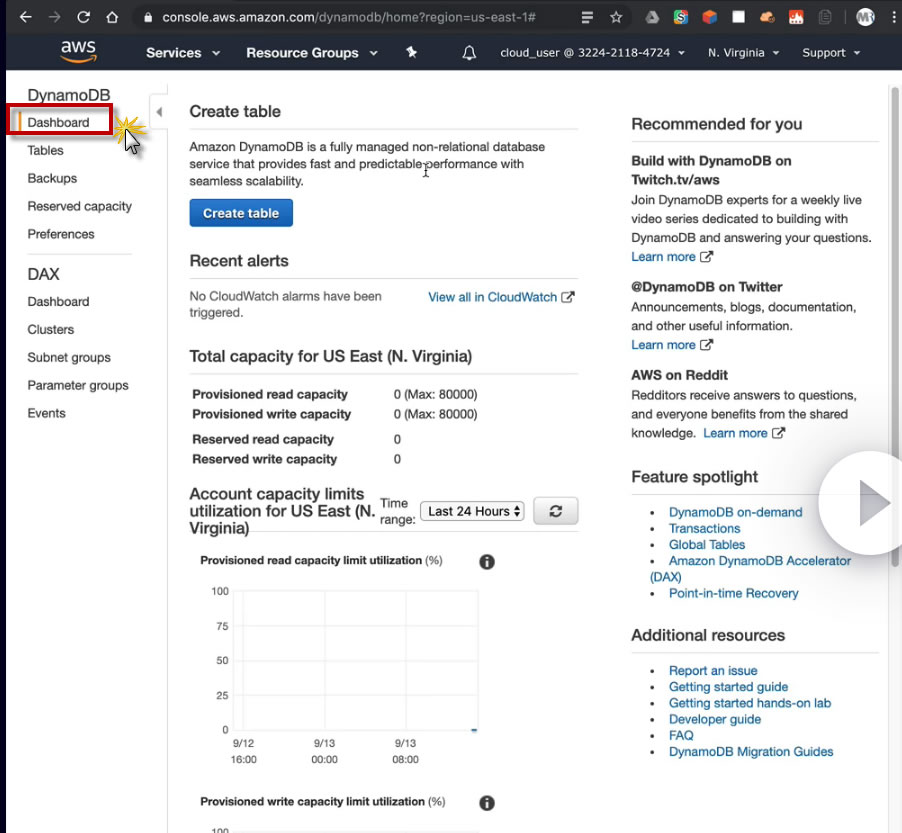 console.aws.amazon.com/dynamodb/home?region=us-east-1#
MR
aws
Services
Resource Groups
cloud_user @ 3224-2118-4724
N. Virginia
Support
DynamoDB
Dashboard
Tables
Backups
Reserved capacity
Preferences
DAX
Dashboard
Clusters
Subnet groups
Parameter groups
Events
Create table
Amazon DynamoDB is a fully managed non-relational database
service that provides fast and predictable performance with
seamless scalability.
Create table
Recent alerts
No CloudWatch alarms have been
triggered.
View all in CloudWatch
Total capacity for US East (N. Virginia)
Provisioned read capacity 0 (Max: 80000)
Provisioned write capacity 0 (Max: 80000)
Reserved read capacity 0
Reserved write capacity 0
Account capacity limits
utilization for US East (N.
Virginia)
Time
range:
Last 24 Hours
Provisioned read capacity limit utilization (%)
100
75
50
25
0
9/12 9/13 9/13
16:00 00:00 08:00
Provisioned write capacity limit utilization (%)
100
Recommended for you
Build with DynamoDB on
Twitch.tv/aws
Join DynamoDB experts for a weekly live
video series dedicated to building with
DynamoDB and answering your questions.
Learn more
@DynamoDB on Twitter
Announcements, blogs, documentation,
and other useful information.
Learn more
AWS on Reddit
Redditors receive answers to questions,
and everyone benefits from the shared
knowledge. Learn more
Feature spotlight
• DynamoDB on-demand
• Transactions
• Global Tables
• Amazon DynamoDB Accelerator
(DAX)
• Point-in-time Recovery
Additional resources
• Report an issue
• Getting started guide
• Getting started hands-on lab
• Developer guide
• FAQ
• DynamoDB Migration Guides